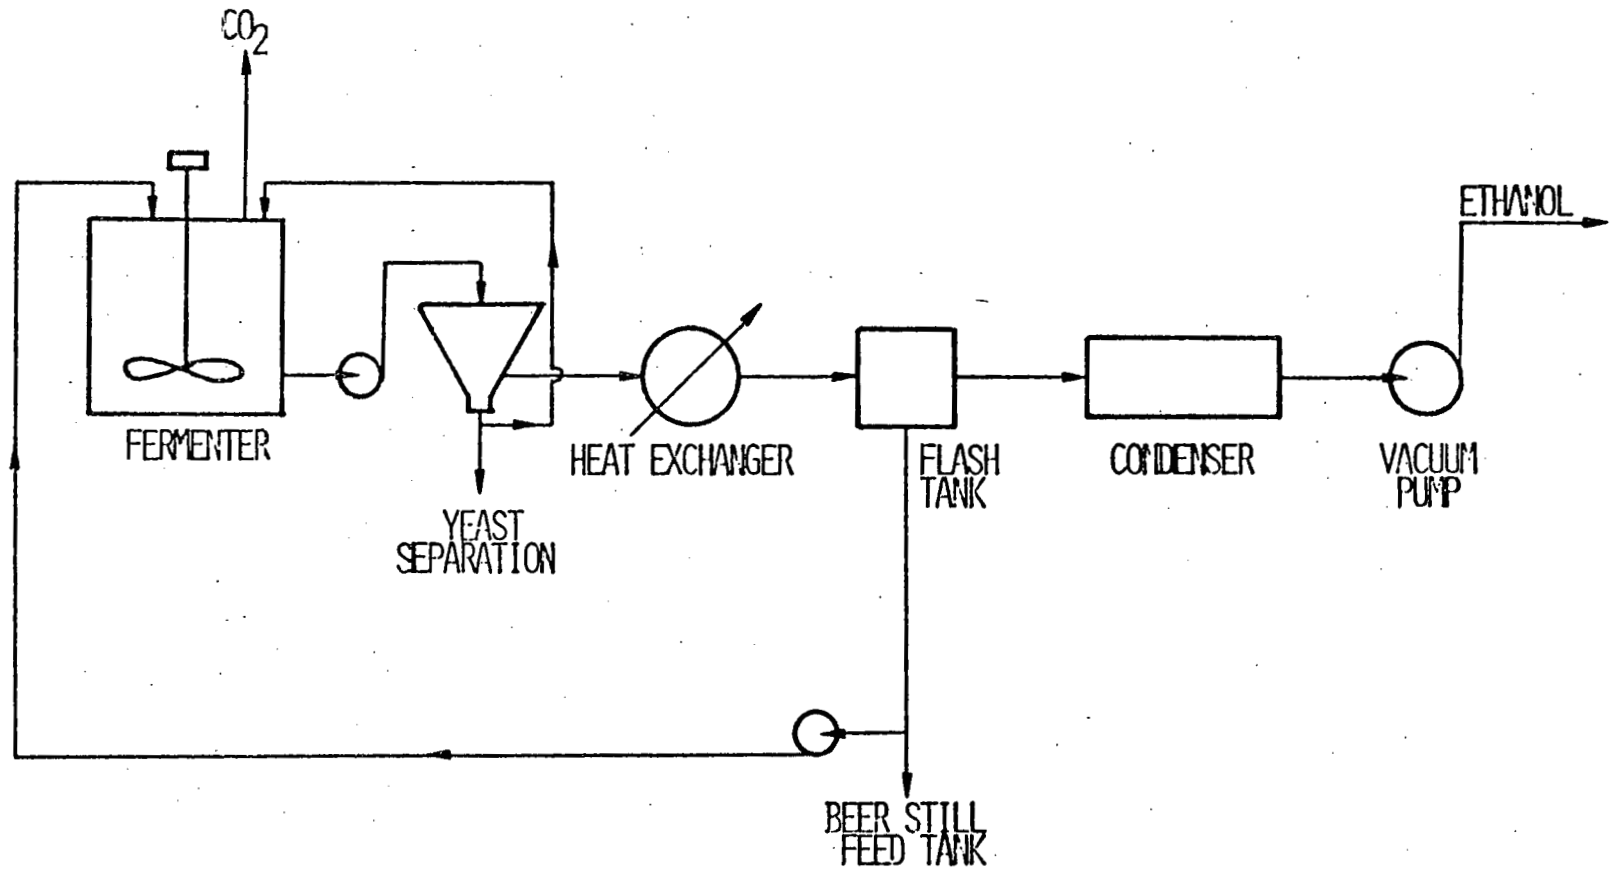 CO2
ETHANOL
FERMENTER
HEAT EXCHANGER
FLASH
TANK
CONDENSER
VACUUM
PUMP
YEAST
SEPARATION
BEER STILL
FEED TANK